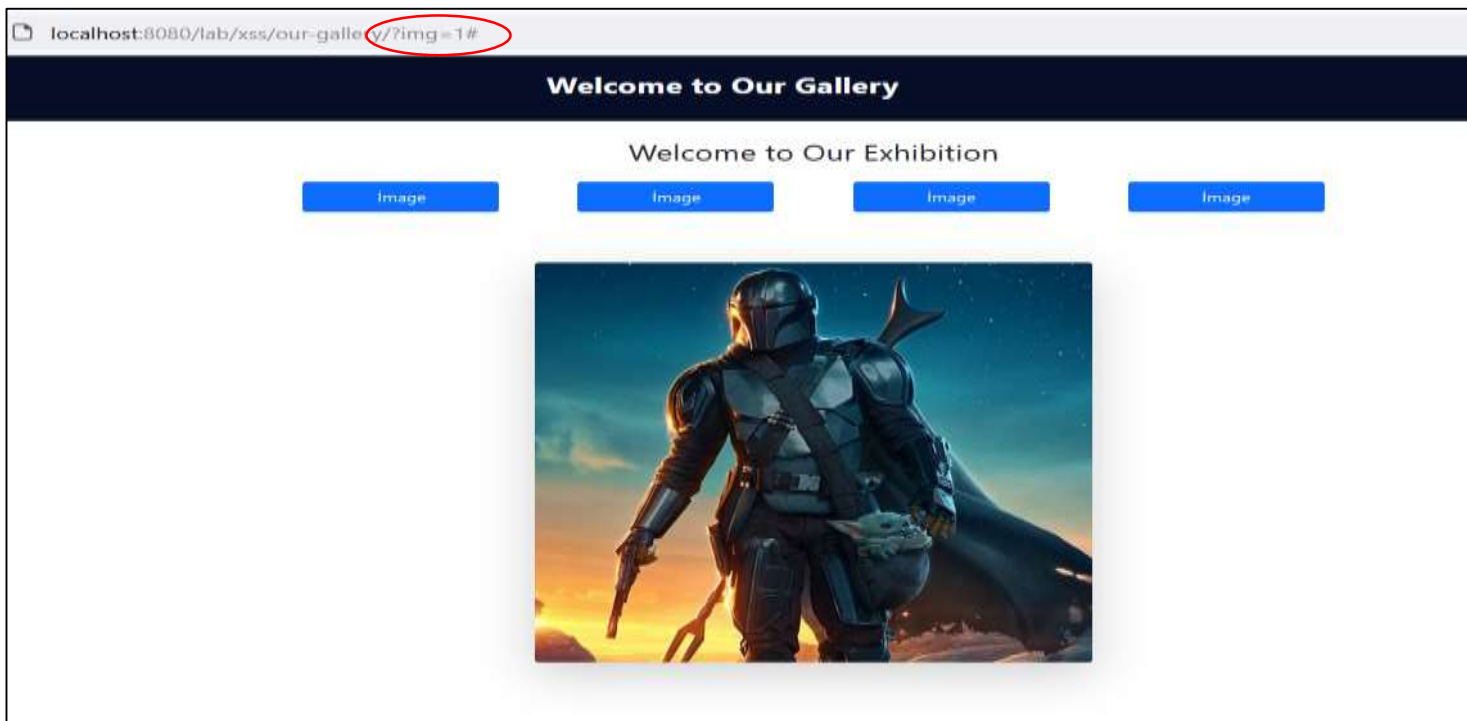 localhost:8080/lab/xss/our-gallery/?img=1#
Welcome to Our Gallery
Welcome to Our Exhibition
Image Image Image Image